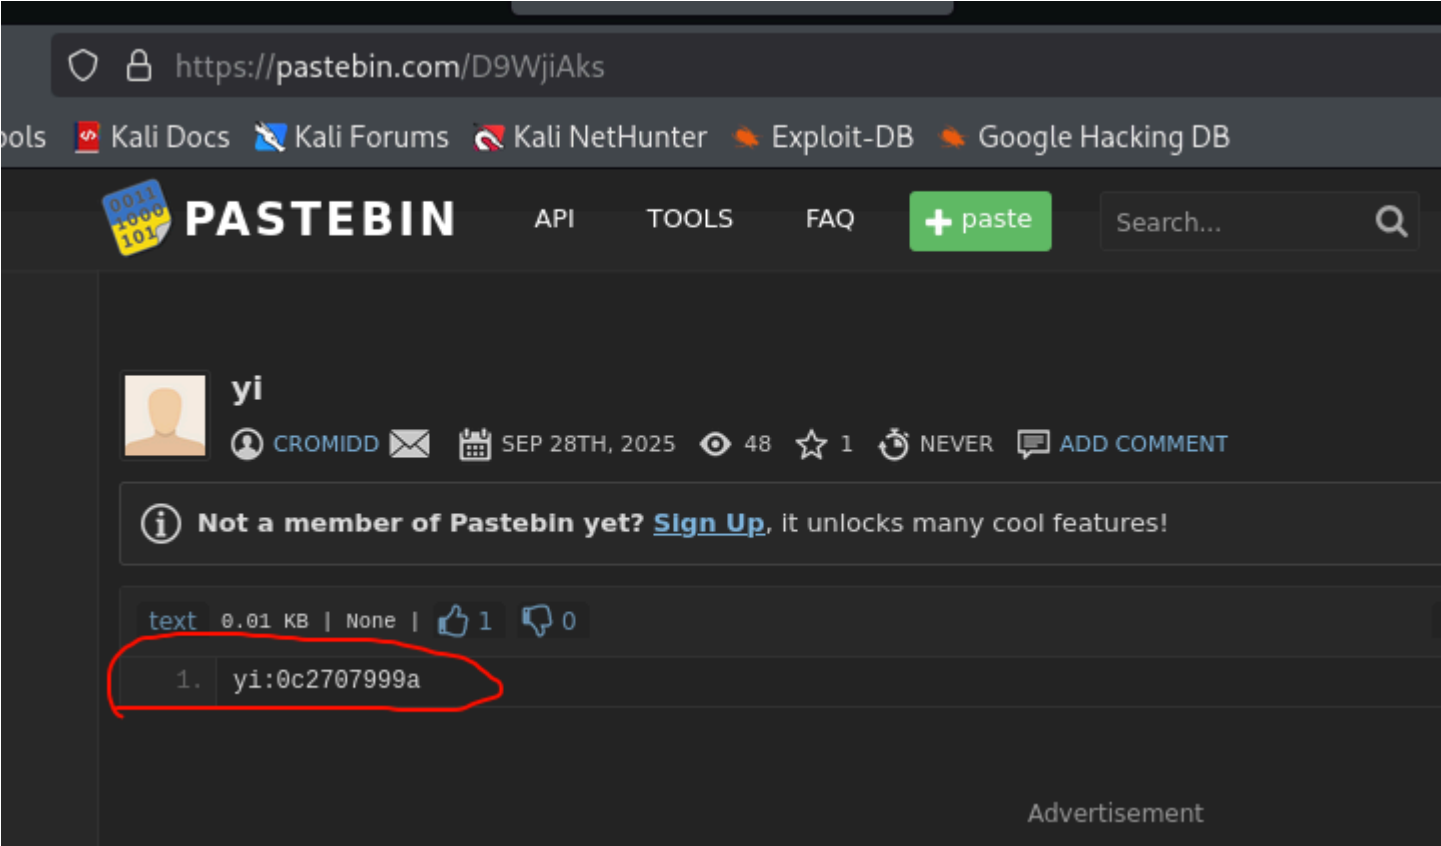 https://pastebin.com/D9WjiAks
ools Kali Docs Kali Forums Kali NetHunter Exploit-DB Google Hacking DB
0011 1000 101 PASTEBIN API TOOLS FAQ + paste Search...
yi
CROMIDD SEP 28TH, 2025 48 1 NEVER ADD COMMENT
Not a member of Pastebin yet? Sign Up, it unlocks many cool features!
text 0.01 KB | None | 1 0
1. yi:0c2707999a
Advertisement